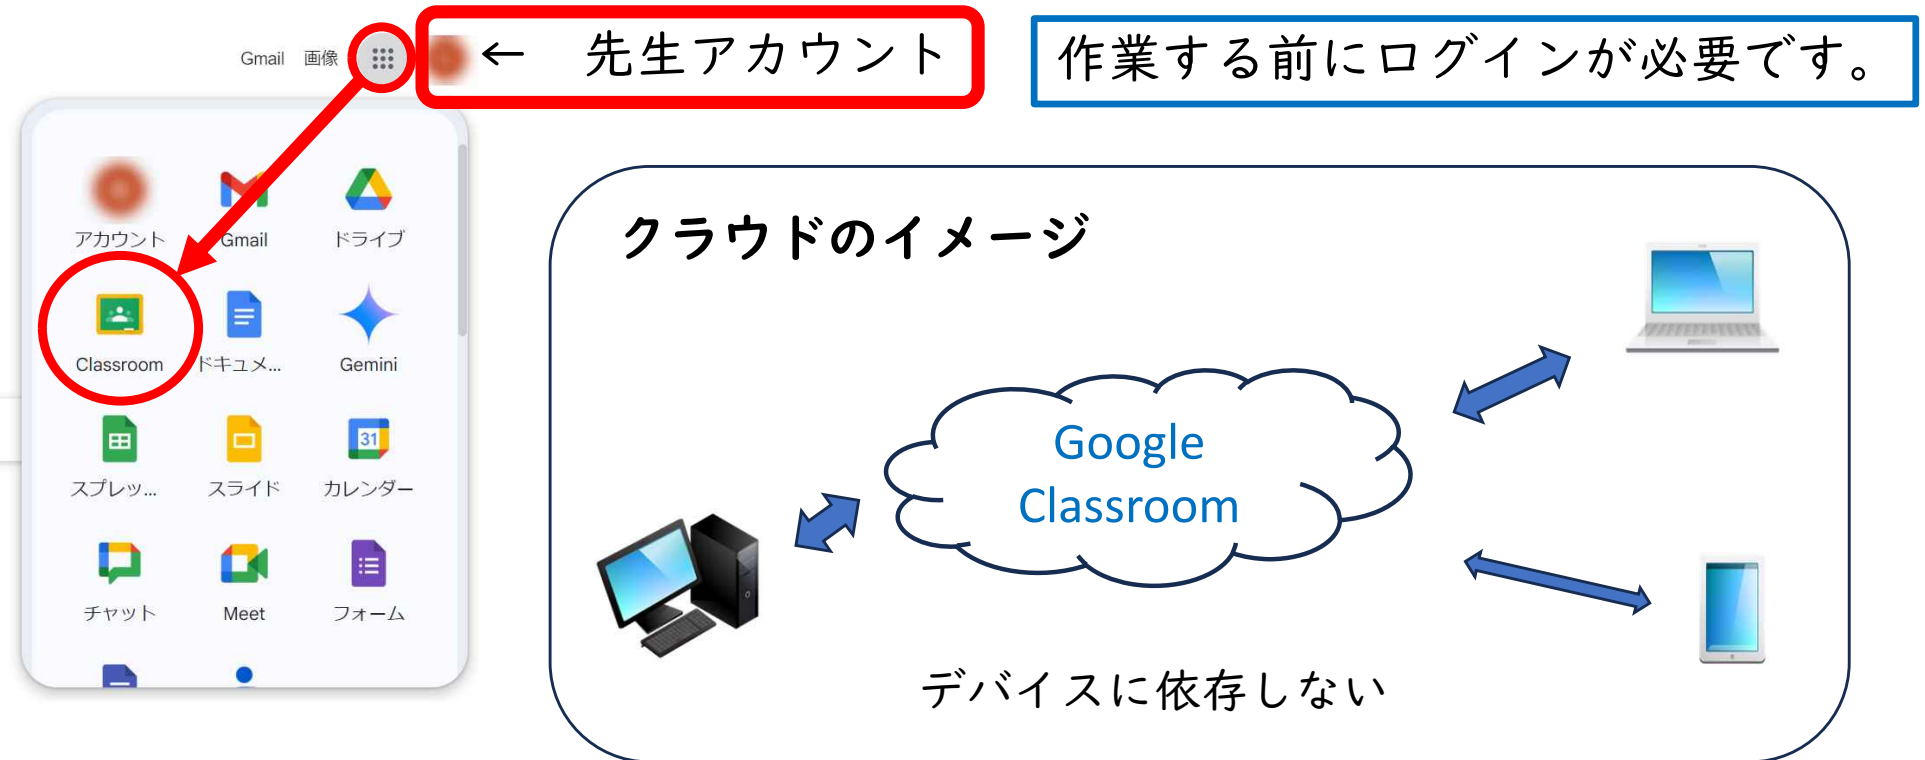 Gmail 画像
← 先生アカウント
作業する前にログインが必要です。
アカウント Gmail ドライブ
Classroom ドキュメ... Gemini
スプレッ... スライド カレンダー
31
チャット Meet フォーム
クラウドのイメージ
Google
Classroom
デバイスに依存しない